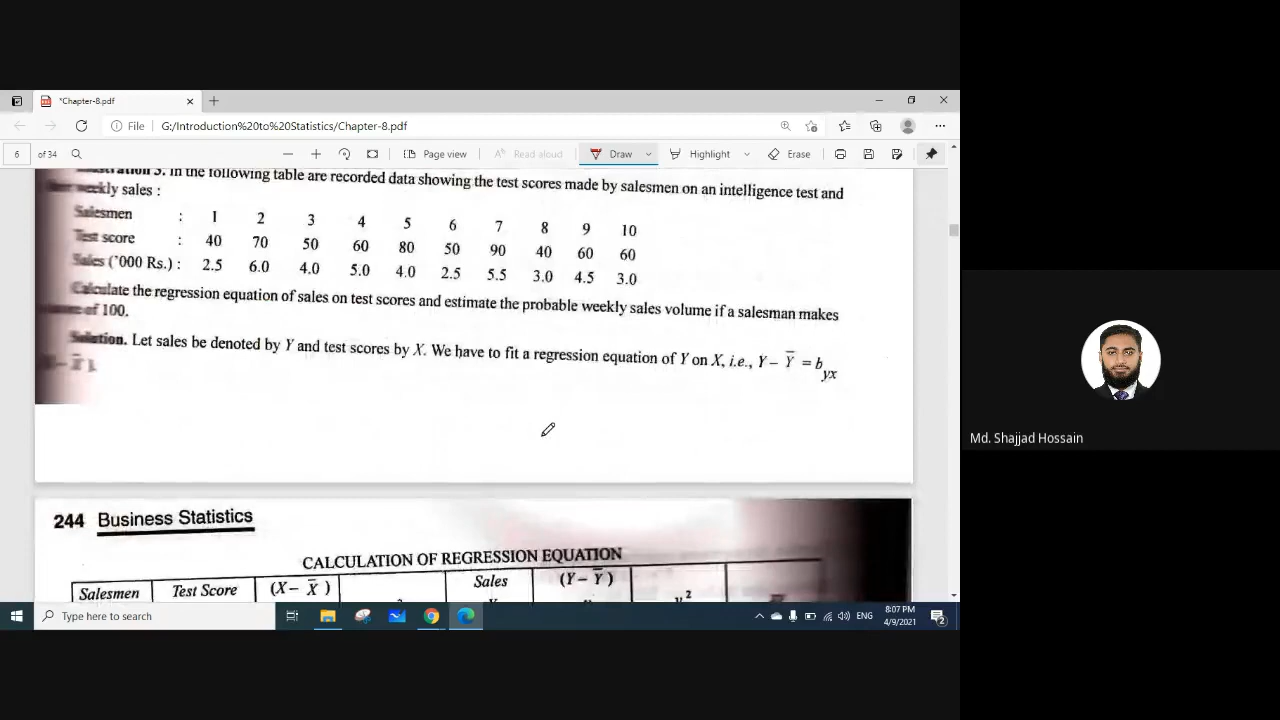 *Chapter-8.pdf
File G:/Introduction%20to%20Statistics/Chapter-8.pdf
6 of 34 Page view Read aloud Draw Highlight Erase
3. In the following table are recorded data showing the test scores made by salesmen on an intelligence test and
weekly sales :
Salesmen : 1 2 3 4 5 6 7 8 9 10
Test score : 40 70 50 60 80 50 90 40 60 60
Sales ('000 Rs.) : 2.5 6.0 4.0 5.0 4.0 2.5 5.5 3.0 4.5 3.0
Calculate the regression equation of sales on test scores and estimate the probable weekly sales volume if a salesman makes
of 100.
Solution. Let sales be denoted by Y and test scores by X. We have to fit a regression equation of Y on X, i.e., Y – Ȳ = b yx
– X̄ ).
Md. Shajjad Hossain
244 Business Statistics
CALCULATION OF REGRESSION EQUATION
Salesmen Test Score (X – X̄ ) Sales (Y – Ȳ )
y²
Type here to search
ENG 8:07 PM
4/9/2021
2